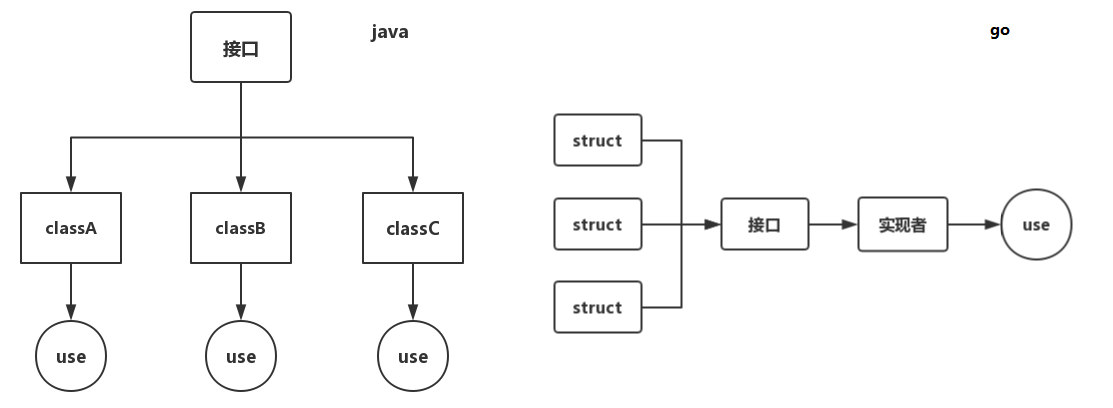 接口
java
classA
classB
classC
use
use
use
go
struct
struct
struct
接口
实现者
use